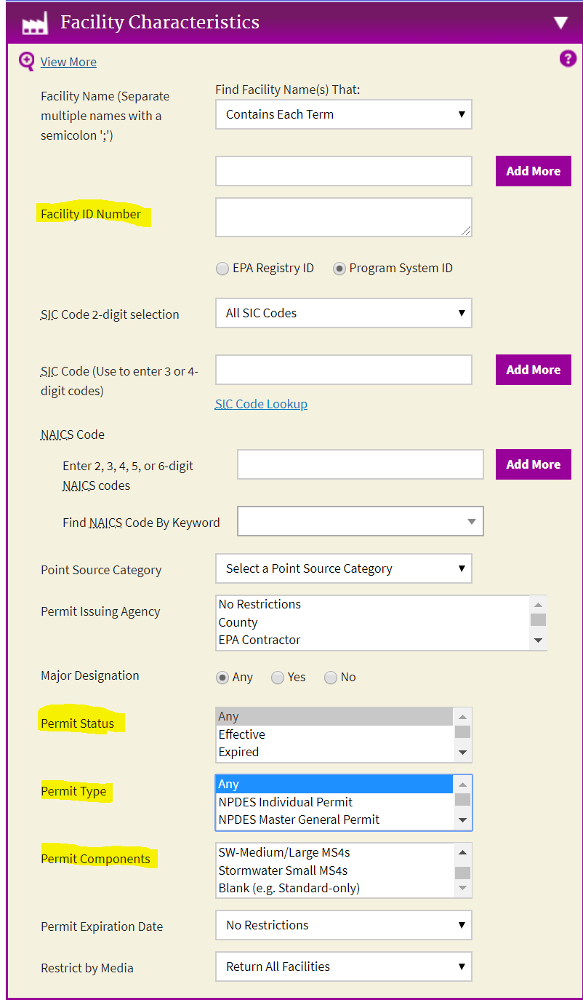 Facility Characteristics
View More
?
Facility Name (Separate
multiple names with a
semicolon ';')
Find Facility Name(s) That:
Contains Each Term
Add More
Facility ID Number
EPA Registry ID
Program System ID
SIC Code 2-digit selection
All SIC Codes
SIC Code (Use to enter 3 or 4-
digit codes)
Add More
SIC Code Lookup
NAICS Code
Enter 2, 3, 4, 5, or 6-digit
NAICS codes
Add More
Find NAICS Code By Keyword
Point Source Category
Select a Point Source Category
Permit Issuing Agency
No Restrictions
County
EPA Contractor
Major Designation
Any
Yes
No
Permit Status
Any
Effective
Expired
Permit Type
Any
NPDES Individual Permit
NPDES Master General Permit
Permit Components
SW-Medium/Large MS4s
Stormwater Small MS4s
Blank (e.g. Standard-only)
Permit Expiration Date
No Restrictions
Restrict by Media
Return All Facilities